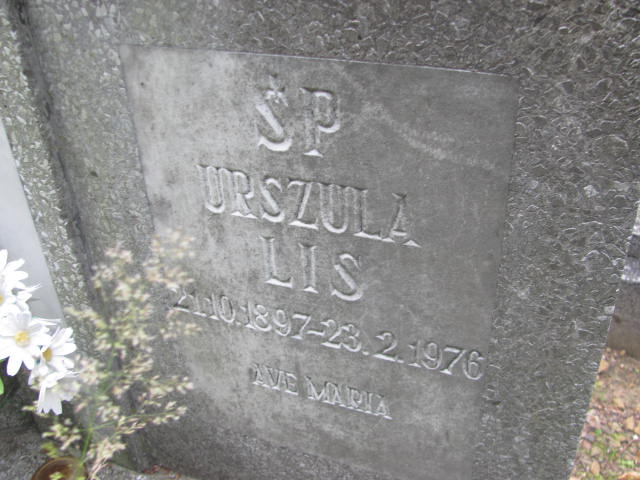 ŚP
URSZULA
LIS
21.10.1897-23.2.1976
AVE MARIA